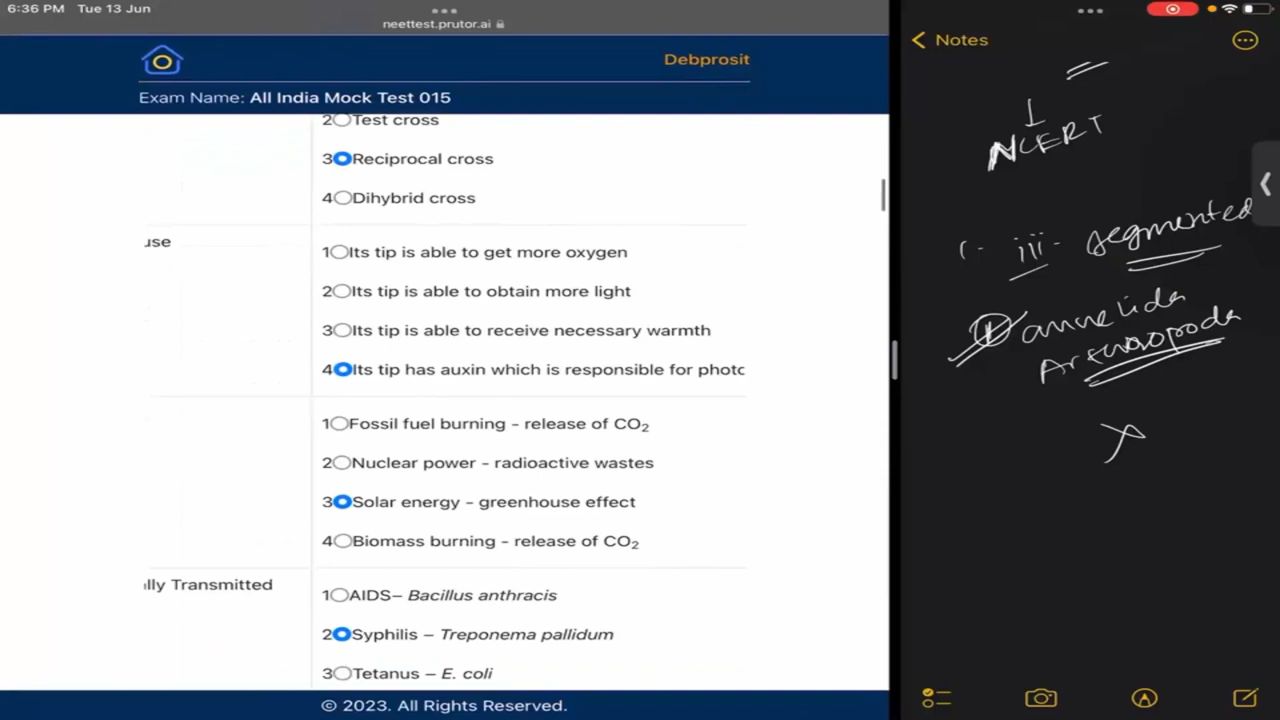 6:36 PM Tue 13 Jun
neettest.prutor.ai
Debprosit
Exam Name: All India Mock Test 015
2 Test cross
3 Reciprocal cross
4 Dihybrid cross
use
1 Its tip is able to get more oxygen
2 Its tip is able to obtain more light
3 Its tip is able to receive necessary warmth
4 Its tip has auxin which is responsible for photo
1 Fossil fuel burning - release of CO₂
2 Nuclear power - radioactive wastes
3 Solar energy - greenhouse effect
4 Biomass burning - release of CO₂
lly Transmitted
1 AIDS– Bacillus anthracis
2 Syphilis – Treponema pallidum
3 Tetanus – E. coli
© 2023. All Rights Reserved.
Notes
NCERT
iii - segmented
annelida
Arthropoda